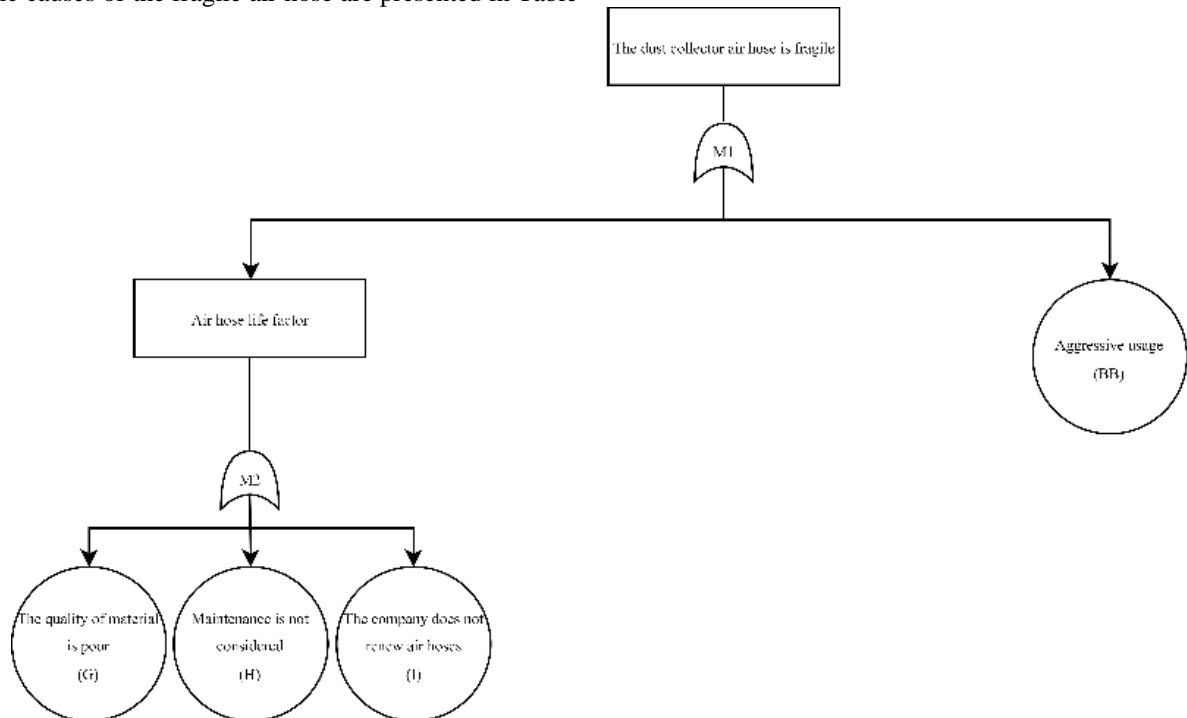 causes of the fragile air hose are presented in Table
The dust collector air hose is fragile
M1
Air hose life factor
Aggressive usage
(BB)
M2
The quality of material
is pour
(G)
Maintenance is not
considered
(H)
The company does not
renew air hoses
(I)